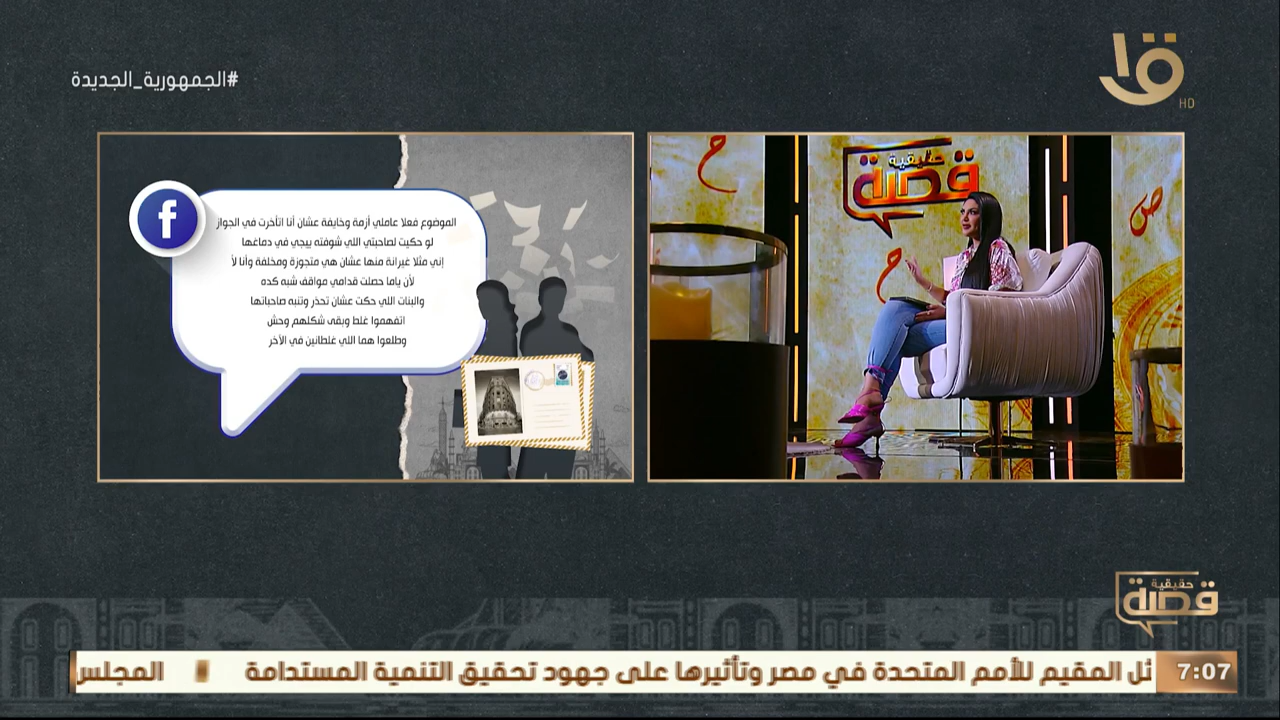 #الجمهورية_الجديدة
HD
الموضوع فعلا عاملي أزمة وخايفة عشان أنا اتأخرت في الجواز
لو حكيت لصاحبتي اللي شوفته ييجي في دماغها
إني مثلا غيرانة منها عشان هي متجوزة ومخلفة وأنا لأ
لأن ياما حصلت قدامي مواقف شبه كده
والبنات اللي حكت عشان تحذر وتنبه صاحباتها
اتفهموا غلط وبقى شكلهم وحش
وطلعوا هما اللي غلطانين في الآخر
حقيقية
قصة
ح
ح
ص
حقيقية
قصة
ثل المقيم للأمم المتحدة في مصر وتأثيرها على جهود تحقيق التنمية المستدامة المجلس
7:07